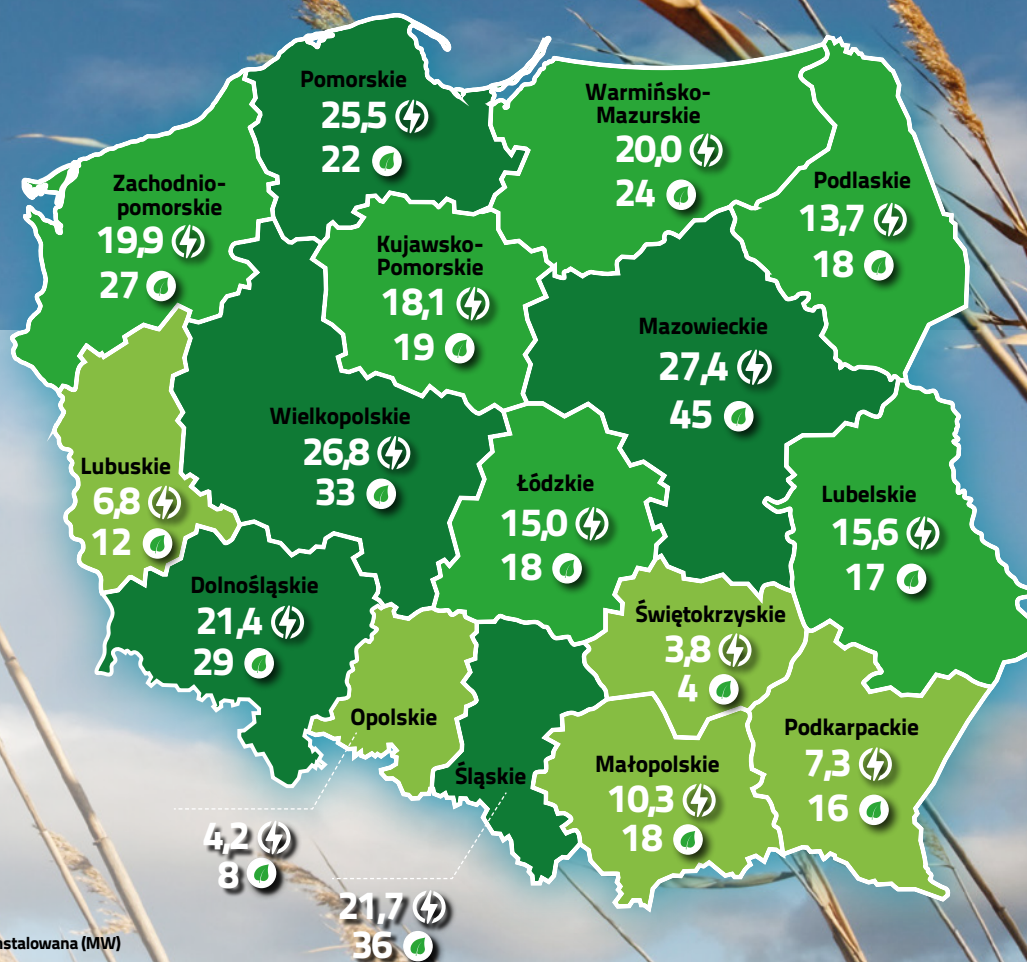 Pomorskie
25,5
22
Warmińsko-
Mazurskie
20,0
24
Zachodnio-
pomorskie
19,9
27
Podlaskie
13,7
18
Kujawsko-
Pomorskie
18,1
19
Mazowieckie
27,4
45
Wielkopolskie
26,8
33
Lubuskie
6,8
12
Łódzkie
15,0
18
Lubelskie
15,6
17
Dolnośląskie
21,4
29
Świętokrzyskie
3,8
4
Opolskie
4,2
8
Śląskie
21,7
36
Małopolskie
10,3
18
Podkarpackie
7,3
16
nstalowana (MW)